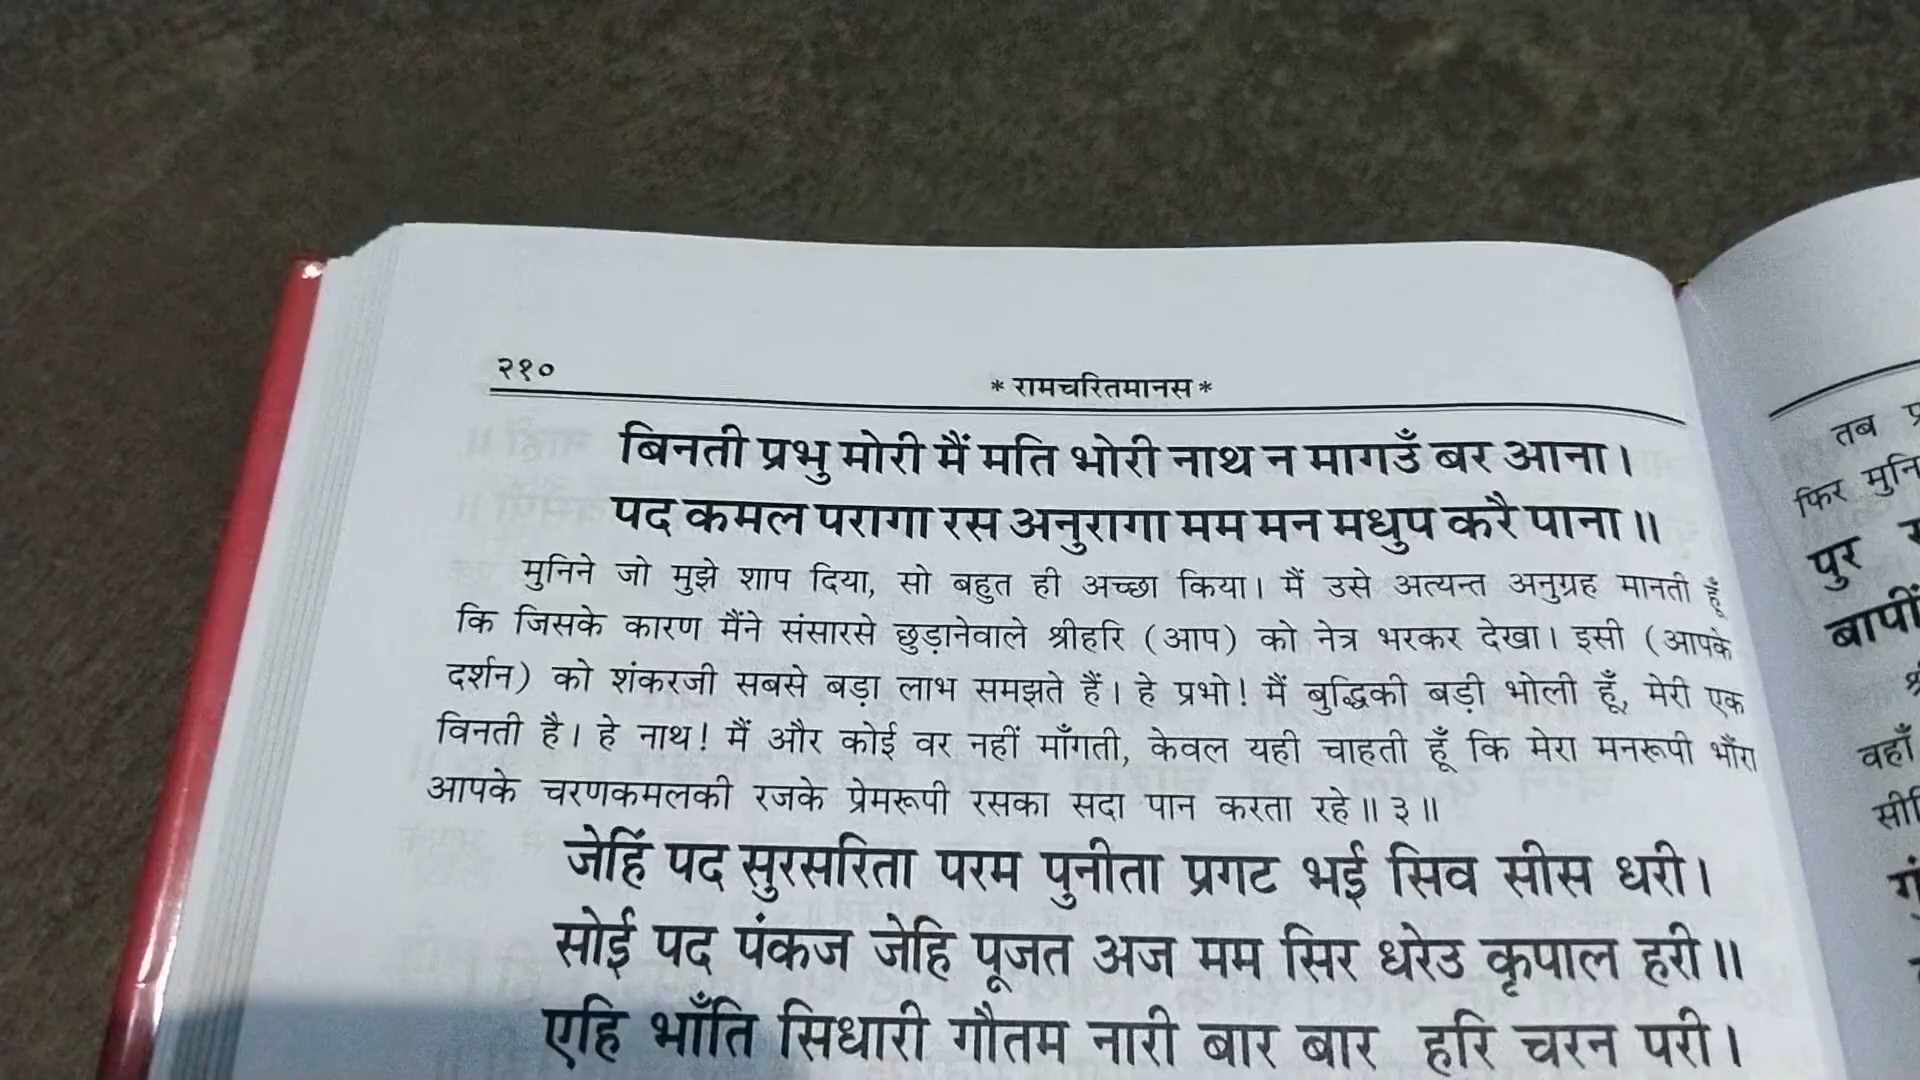 २१०
* रामचरितमानस *
बिनती प्रभु मोरी मैं मति भोरी नाथ न मागउँ बर आना।
पद कमल परागा रस अनुरागा मम मन मधुप करै पाना॥
मुनिने जो मुझे शाप दिया, सो बहुत ही अच्छा किया। मैं उसे अत्यन्त अनुग्रह मानती हूँ
कि जिसके कारण मैंने संसारसे छुड़ानेवाले श्रीहरि (आप) को नेत्र भरकर देखा। इसी (आपके
दर्शन) को शंकरजी सबसे बड़ा लाभ समझते हैं। हे प्रभो! मैं बुद्धिकी बड़ी भोली हूँ, मेरी एक
विनती है। हे नाथ! मैं और कोई वर नहीं माँगती, केवल यही चाहती हूँ कि मेरा मनरूपी भौंरा
आपके चरणकमलकी रजके प्रेमरूपी रसका सदा पान करता रहे॥ ३॥
जेहिं पद सुरसरिता परम पुनीता प्रगट भई सिव सीस धरी।
सोई पद पंकज जेहि पूजत अज मम सिर धरेउ कृपाल हरी॥
एहि भाँति सिधारी गौतम नारी बार बार हरि चरन परी।
तब
फिर
पुर
वहाँ